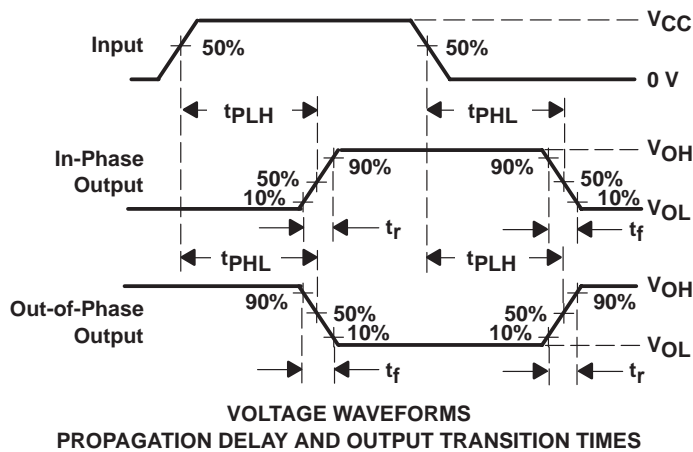 VCC
Input
50%
50%
0 V
tPLH
tPHL
In-Phase
Output
VOH
90%
90%
50%
50%
10%
10%
VOL
tr
tf
tPHL
tPLH
Out-of-Phase
Output
VOH
90%
90%
50%
50%
10%
10%
VOL
tf
tr
VOLTAGE WAVEFORMS
PROPAGATION DELAY AND OUTPUT TRANSITION TIMES